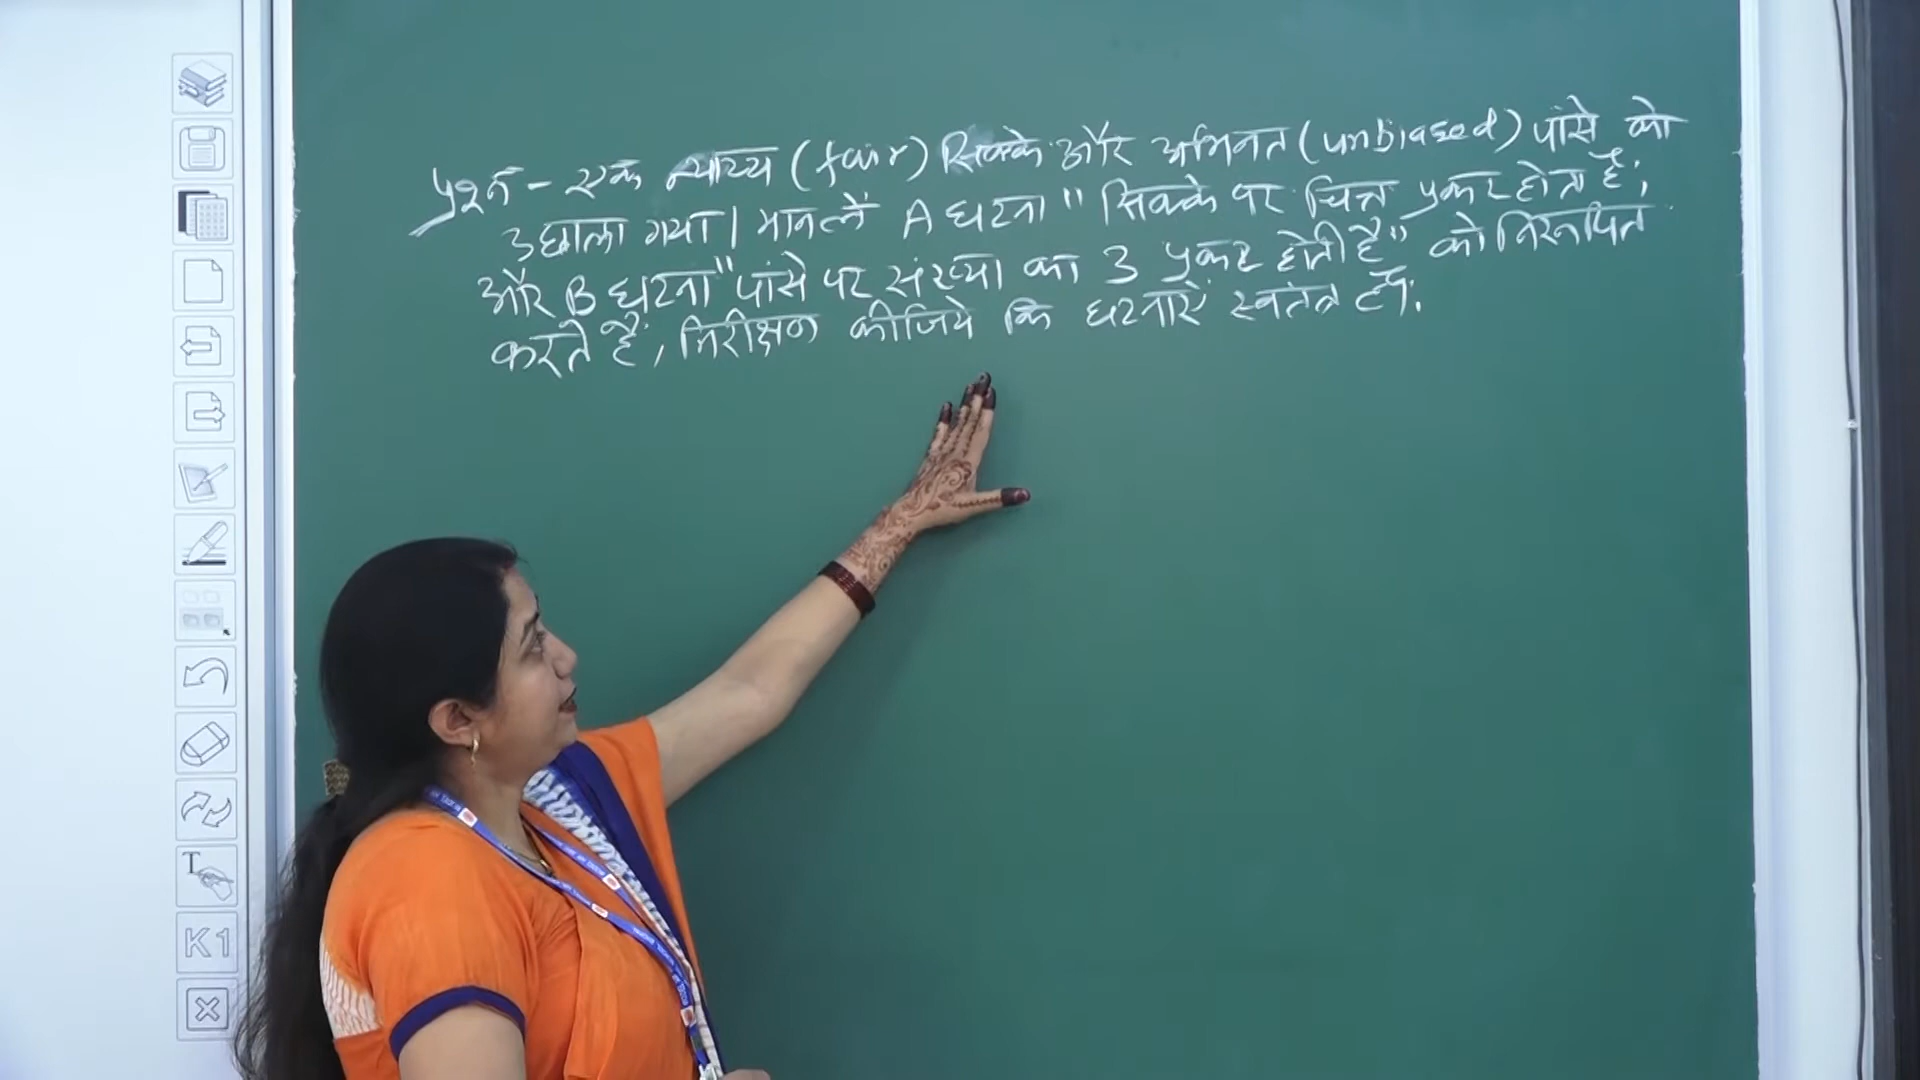 प्रश्न - एक न्याय्य (fair) सिक्के और अभिनत (unbiased) पांसे को
उछाला गया। मानलें A घटना "सिक्के पर चित्त प्रकट होता है;
और B घटना "पांसे पर संख्या का 3 प्रकट होती है" को निरूपित
करते हैं, निरीक्षण कीजिये कि घटनाएँ स्वतंत्र हैं।
T
K1